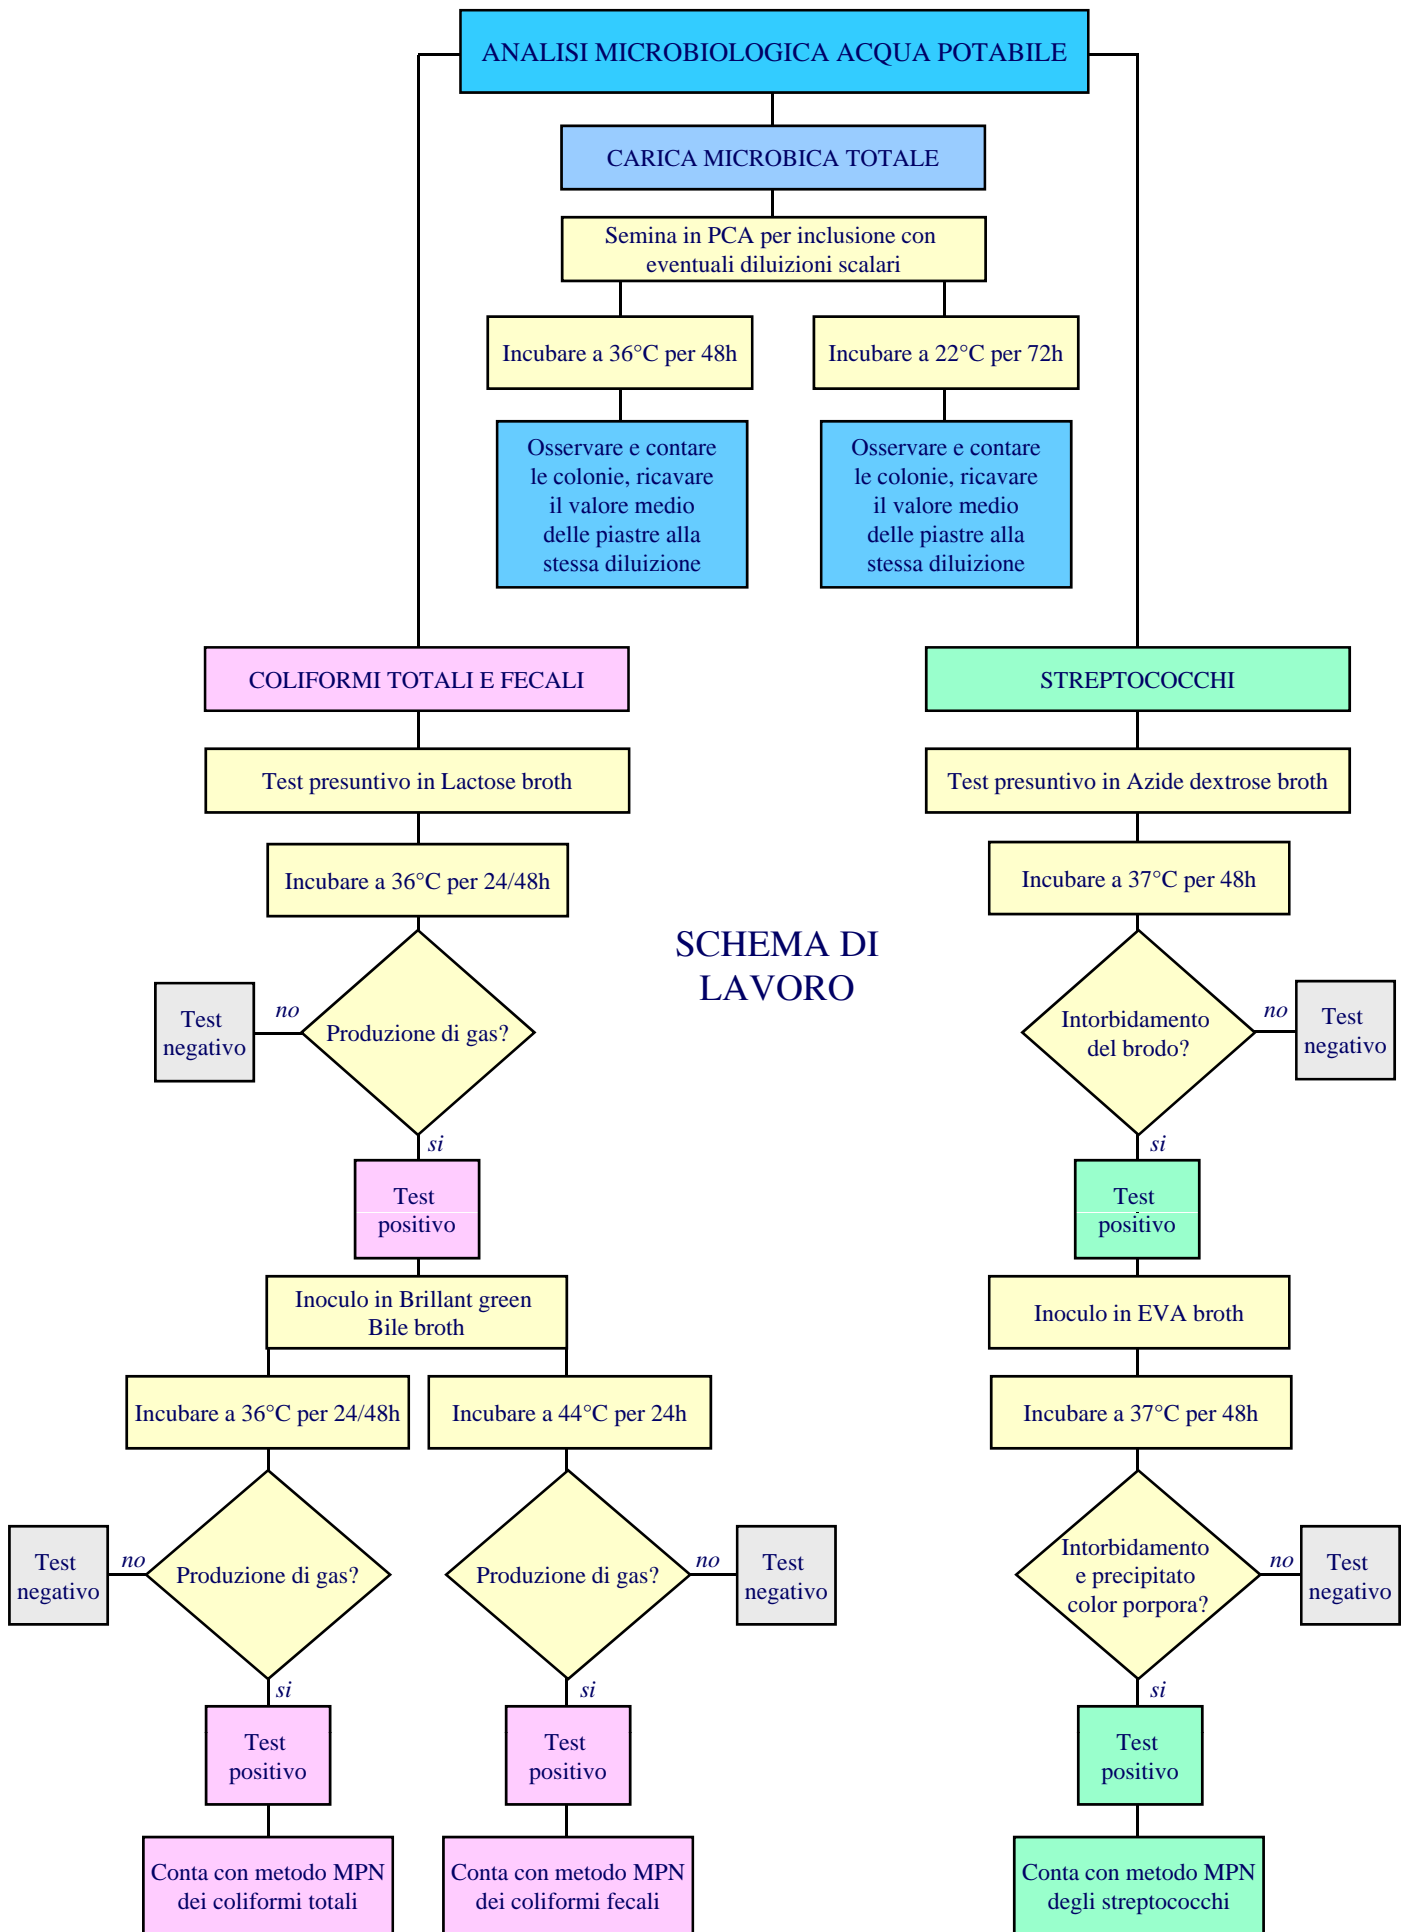 ANALISI MICROBIOLOGICA ACQUA POTABILE
CARICA MICROBICA TOTALE
Semina in PCA per inclusione con
eventuali diluizioni scalari
Incubare a 36°C per 48h
Incubare a 22°C per 72h
Osservare e contare
le colonie, ricavare
il valore medio
delle piastre alla
stessa diluizione
Osservare e contare
le colonie, ricavare
il valore medio
delle piastre alla
stessa diluizione
COLIFORMI TOTALI E FECALI
STREPTOCOCCHI
Test presuntivo in Lactose broth
Test presuntivo in Azide dextrose broth
Incubare a 36°C per 24/48h
Incubare a 37°C per 48h
SCHEMA DI
LAVORO
Test
negativo
no
Produzione di gas?
Intorbidamento
del brodo?
no
Test
negativo
si
si
Test
positivo
Test
positivo
Inoculo in Brillant green
Bile broth
Inoculo in EVA broth
Incubare a 36°C per 24/48h
Incubare a 44°C per 24h
Incubare a 37°C per 48h
Test
negativo
no
Produzione di gas?
Produzione di gas?
no
Test
negativo
Intorbidamento
e precipitato
color porpora?
no
Test
negativo
si
si
si
Test
positivo
Test
positivo
Test
positivo
Conta con metodo MPN
dei coliformi totali
Conta con metodo MPN
dei coliformi fecali
Conta con metodo MPN
degli streptococchi